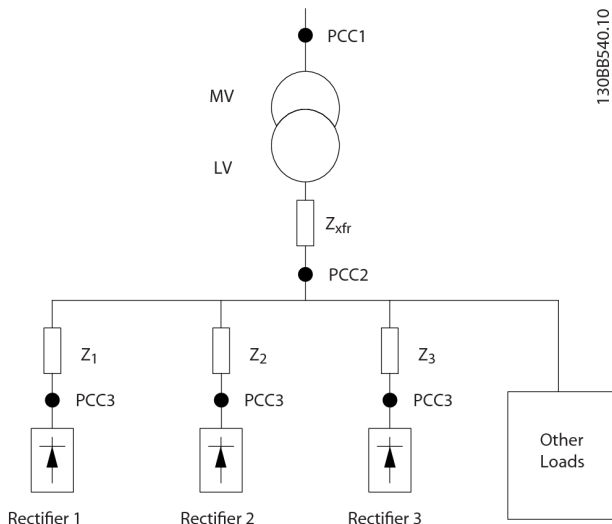 130BB540.10
PCC1
MV
LV
Zxfr
PCC2
Z1
Z2
Z3
PCC3
PCC3
PCC3
Other
Loads
Rectifier 1
Rectifier 2
Rectifier 3